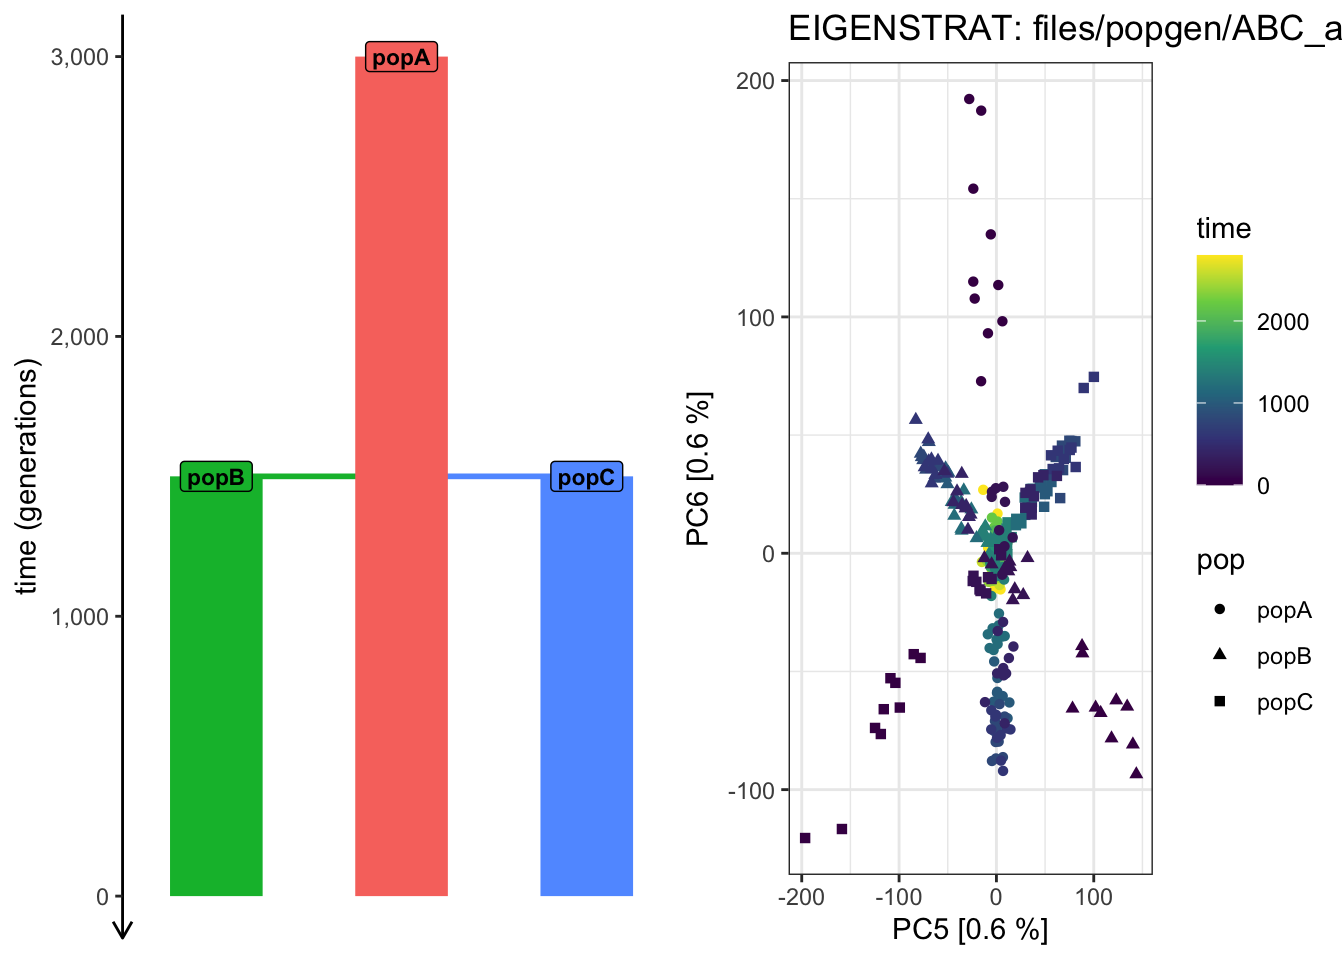 3,000
2,000
1,000
0
time (generations)
popA
popB
popC
EIGENSTRAT: files/popgen/ABC_a
200
100
0
-100
PC6 [0.6 %]
-200
-100
0
100
PC5 [0.6 %]
time
2000
1000
0
pop
popA
popB
popC